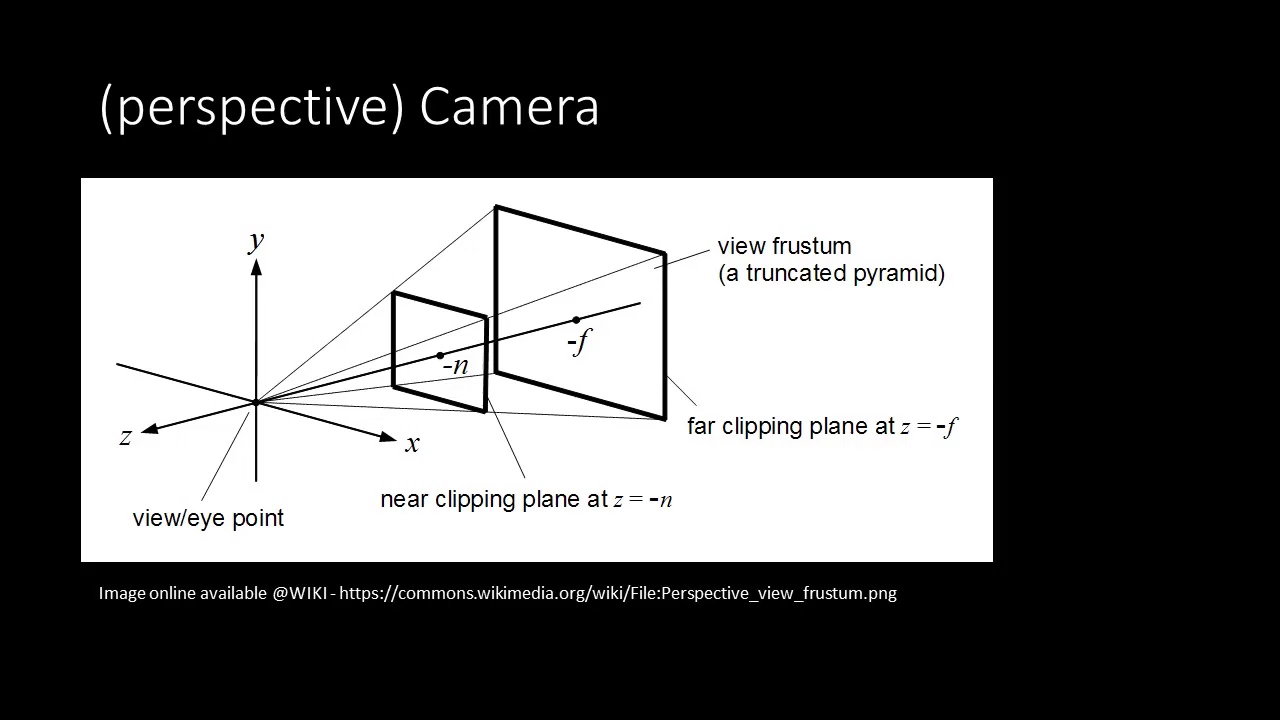 (perspective) Camera
y
view frustum
(a truncated pyramid)
-f
-n
z
x
far clipping plane at z = -f
near clipping plane at z = -n
view/eye point
Image online available @WIKI - https://commons.wikimedia.org/wiki/File:Perspective_view_frustum.png